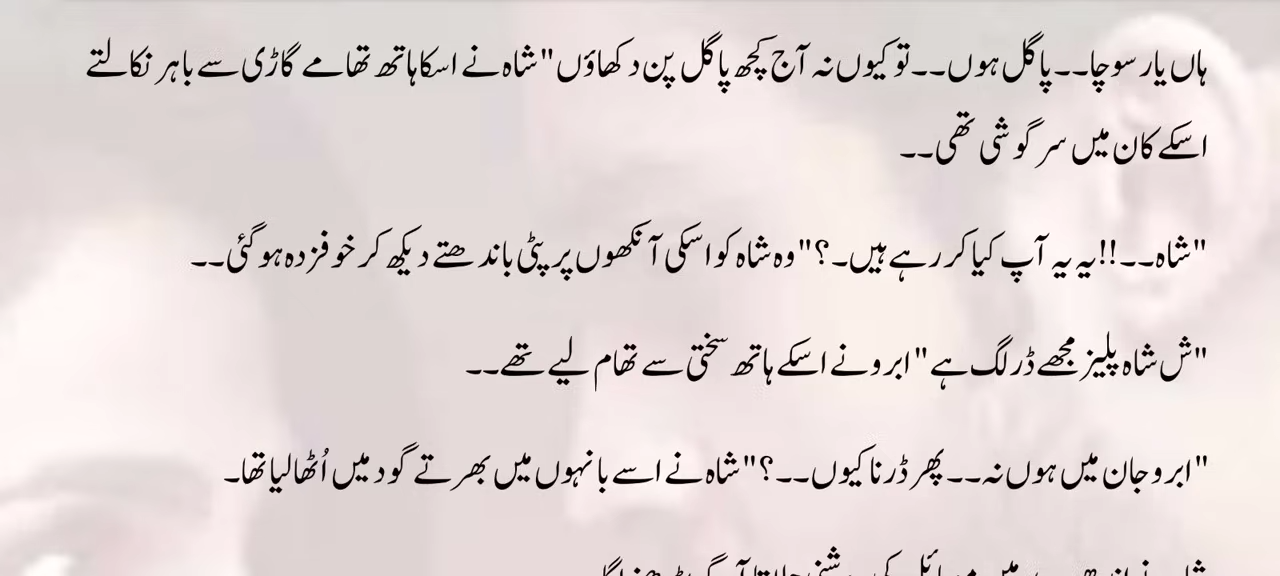 ہاں یار سوچا۔۔پاگل ہوں۔۔تو کیوں نہ آج کچھ پاگل پن دکھاؤں"شاہ نے اسکا ہاتھ تھامے گاڑی سے باہر نکالتے
اسکے کان میں سرگوشی تھی۔۔
"شاہ۔۔!!یہ یہ آپ کیا کر رہے ہیں۔؟"وہ شاہ کو اسکی آنکھوں پر پٹی باندھتے دیکھ کر خوفزدہ ہو گئی۔۔
"ش شاہ پلیز مجھے ڈر لگ ہے"ابرو نے اسکے ہاتھ سختی سے تھام لیے تھے۔۔
"ابرو جان میں ہوں نہ۔۔پھر ڈرنا کیوں۔۔؟"شاہ نے اسے بانہوں میں بھرتے گود میں اُٹھا لیا تھا۔